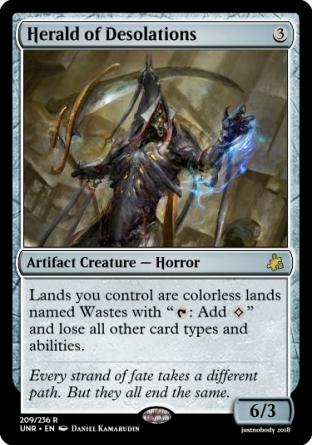 Herald of Desolations 3
Artifact Creature — Horror
Lands you control are colorless lands
named Wastes with “: Add ”
and lose all other card types and
abilities.
Every strand of fate takes a different
path. But they all end the same.
6/3
209/236 R
UNR • EN DANIEL KAMARUDIN
justnobody 2018